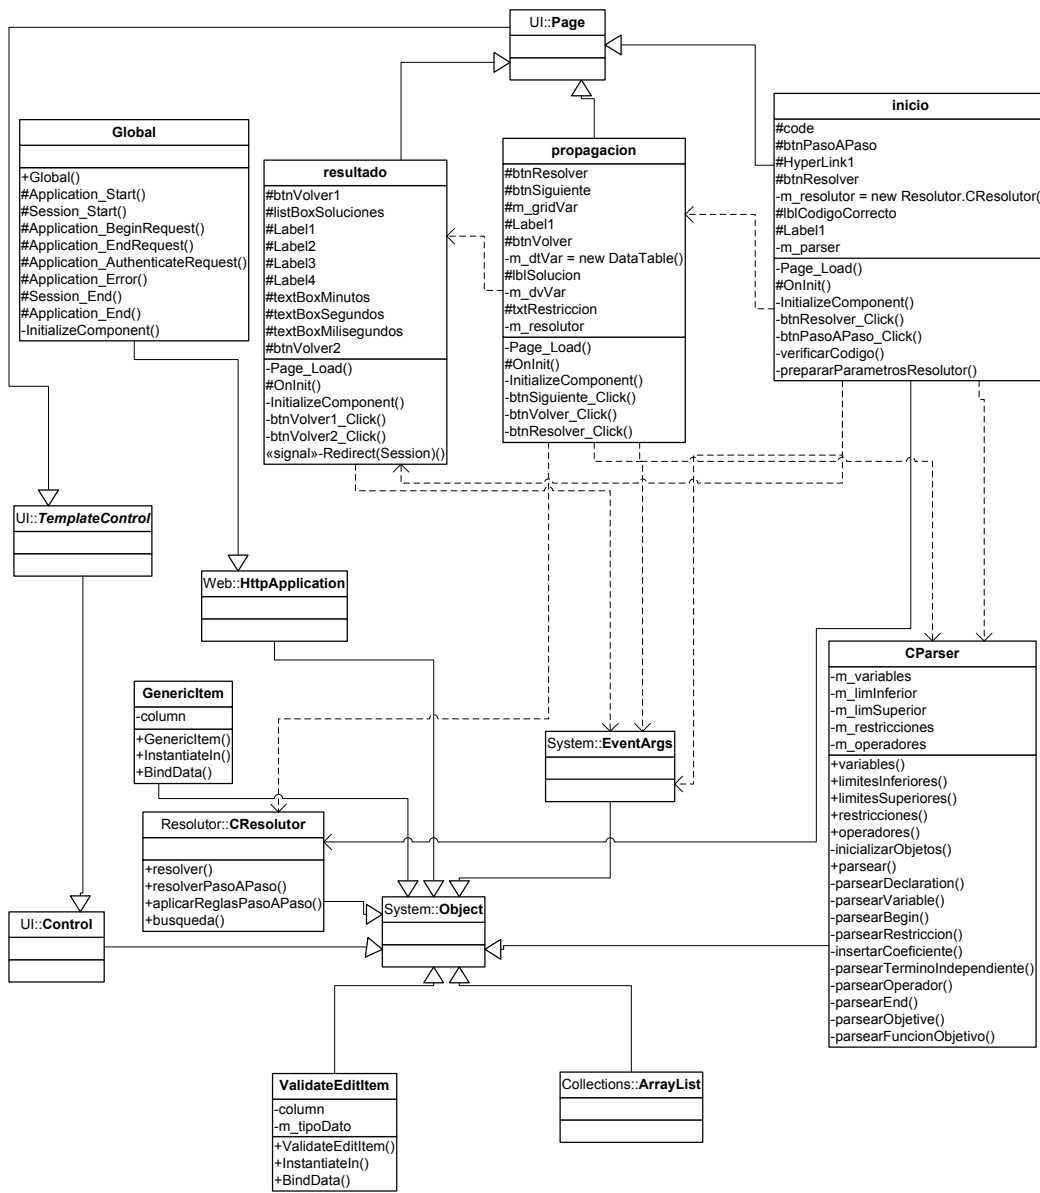 UI::Page
Global
+Global()
#Application_Start()
#Session_Start()
#Application_BeginRequest()
#Application_EndRequest()
#Application_AuthenticateRequest()
#Application_Error()
#Session_End()
#Application_End()
-InitializeComponent()
resultado
#btnVolver1
#listBoxSoluciones
#Label1
#Label2
#Label3
#Label4
#textBoxMinutos
#textBoxSegundos
#textBoxMilisegundos
#btnVolver2
-Page_Load()
#OnInit()
-InitializeComponent()
-btnVolver1_Click()
-btnVolver2_Click()
«signal»-Redirect(Session)()
propagacion
#btnResolver
#btnSiguiente
#m_gridVar
#Label1
#btnVolver
-m_dtVar = new DataTable()
#lblSolucion
-m_dvVar
#txtRestriccion
-m_resolutor
-Page_Load()
#OnInit()
-InitializeComponent()
-btnSiguiente_Click()
-btnVolver_Click()
-btnResolver_Click()
inicio
#code
#btnPasoAPaso
#HyperLink1
#btnResolver
-m_resolutor = new Resolutor.CResolutor(
#lblCodigoCorrecto
#Label1
-m_parser
-Page_Load()
#OnInit()
-InitializeComponent()
-btnResolver_Click()
-btnPasoAPaso_Click()
-verificarCodigo()
-prepararParametrosResolutor()
UI::TemplateControl
Web::HttpApplication
GenericItem
-column
+GenericItem()
+InstantiateIn()
+BindData()
System::EventArgs
CParser
-m_variables
-m_limInferior
-m_limSuperior
-m_restricciones
-m_operadores
+variables()
+limitesInferiores()
+limitesSuperiores()
+restricciones()
+operadores()
-inicializarObjetos()
+parsear()
-parsearDeclaration()
-parsearVariable()
-parsearBegin()
-parsearRestriccion()
-insertarCoeficiente()
-parsearTerminoIndependiente()
-parsearOperador()
-parsearEnd()
-parsearObjetive()
-parsearFuncionObjetivo()
Resolutor::CResolutor
+resolver()
+resolverPasoAPaso()
+aplicarReglasPasoAPaso()
+busqueda()
System::Object
UI::Control
ValidateEditItem
-column
-m_tipoDato
+ValidateEditItem()
+InstantiateIn()
+BindData()
Collections::ArrayList